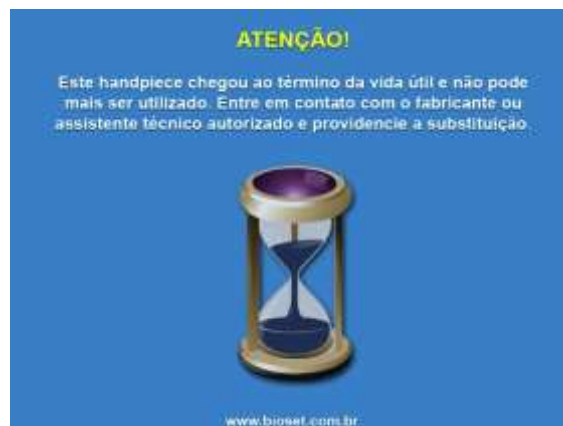 ATENÇÃO!
Este handpiece chegou ao término da vida útil e não pode
mais ser utilizado. Entre em contato com o fabricante ou
assistente técnico autorizado e providencie a substituição.
www.bioset.com.br